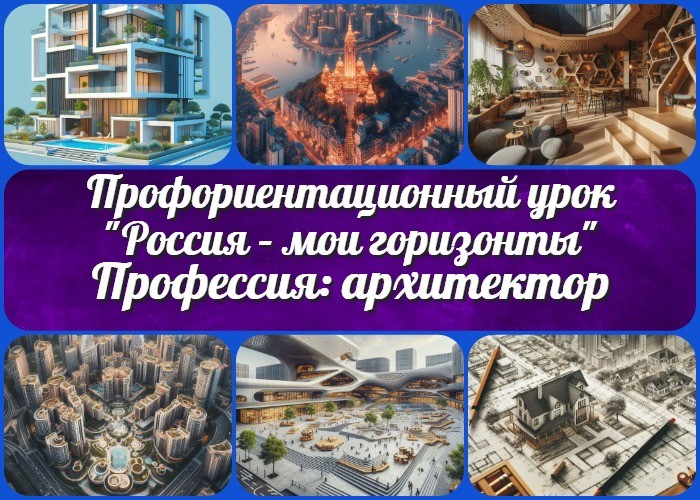 Профориентационный урок
"Россия – мои горизонты"
Профессия: архитектор